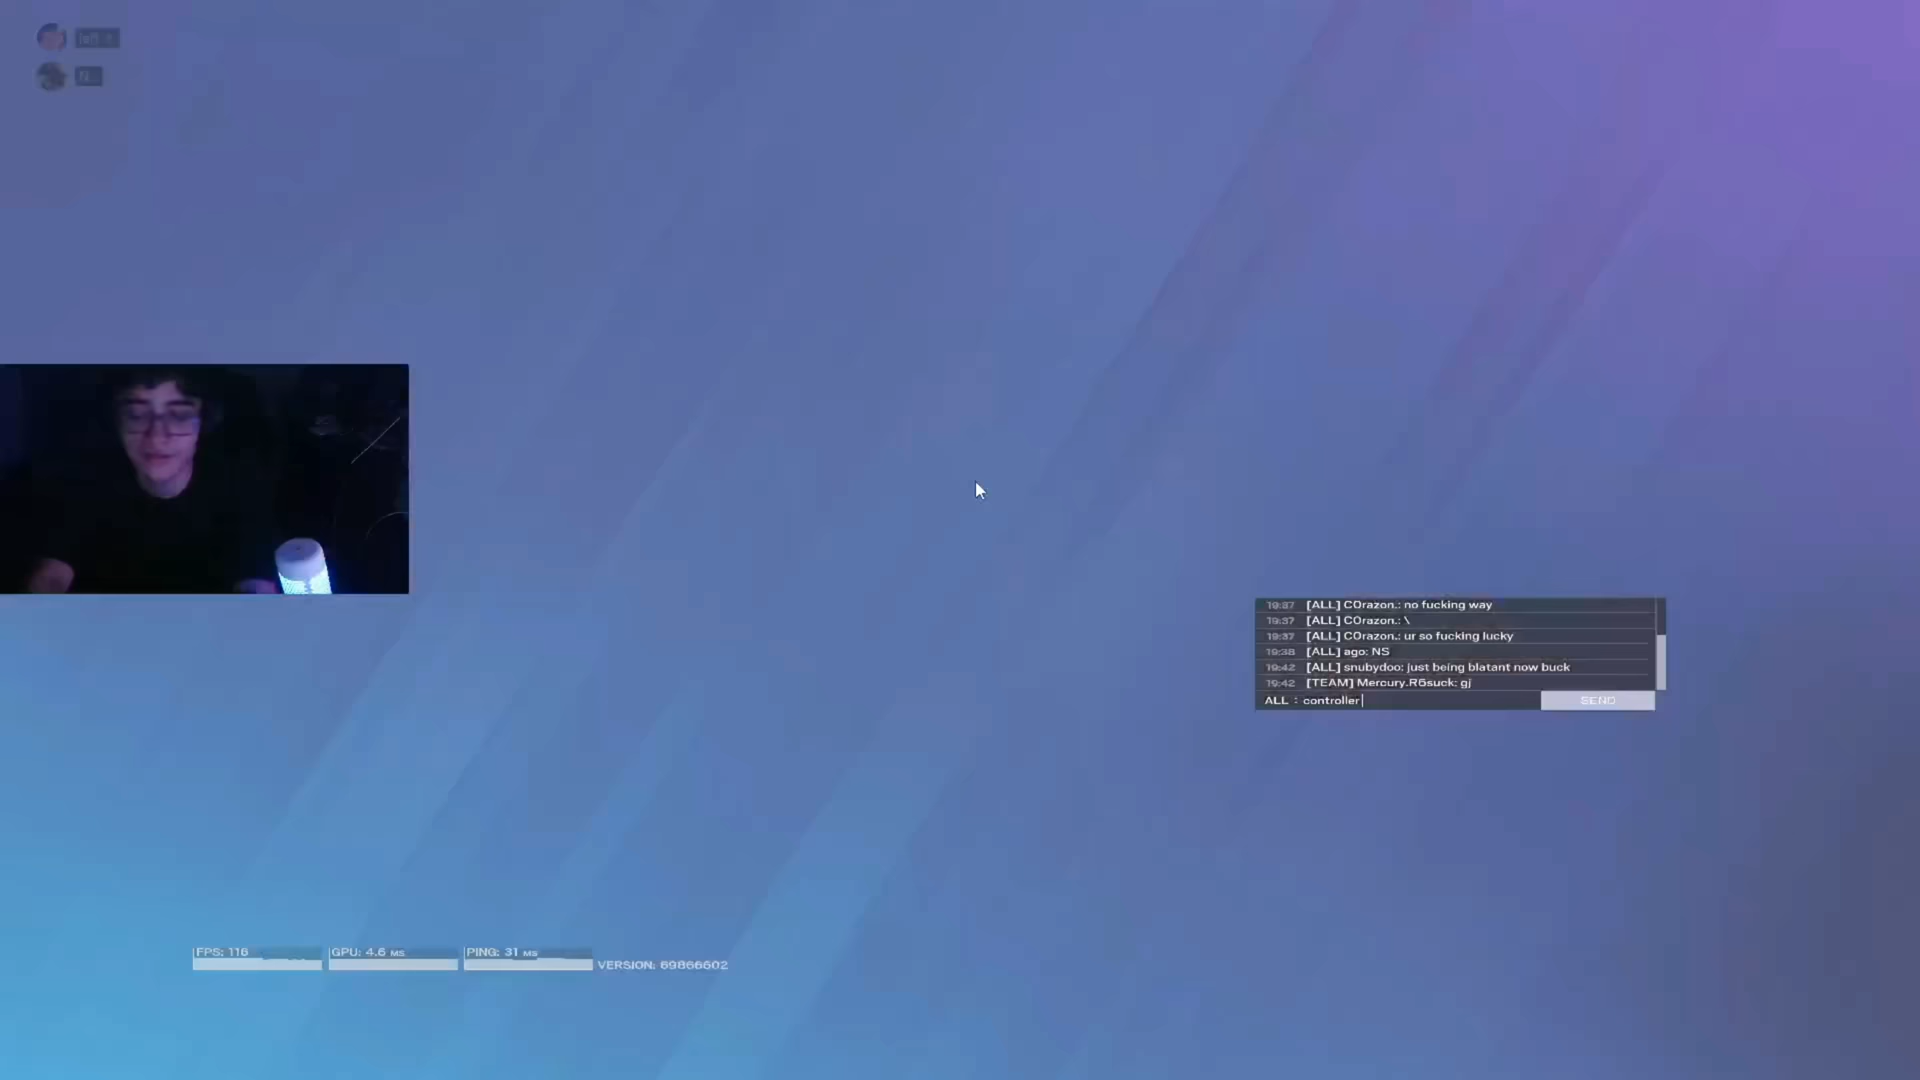 19:37 [ALL] C0razon.: no fucking way
19:37 [ALL] C0razon.: \
19:37 [ALL] C0razon.: ur so fucking lucky
19:38 [ALL] ago: NS
19:42 [ALL] snubydoo: just being blatant now buck
19:42 [TEAM] Mercury.R6suck: gj
ALL : controller
SEND
FPS: 116
GPU: 4.6 MS
PING: 31 MS
VERSION: 69866602